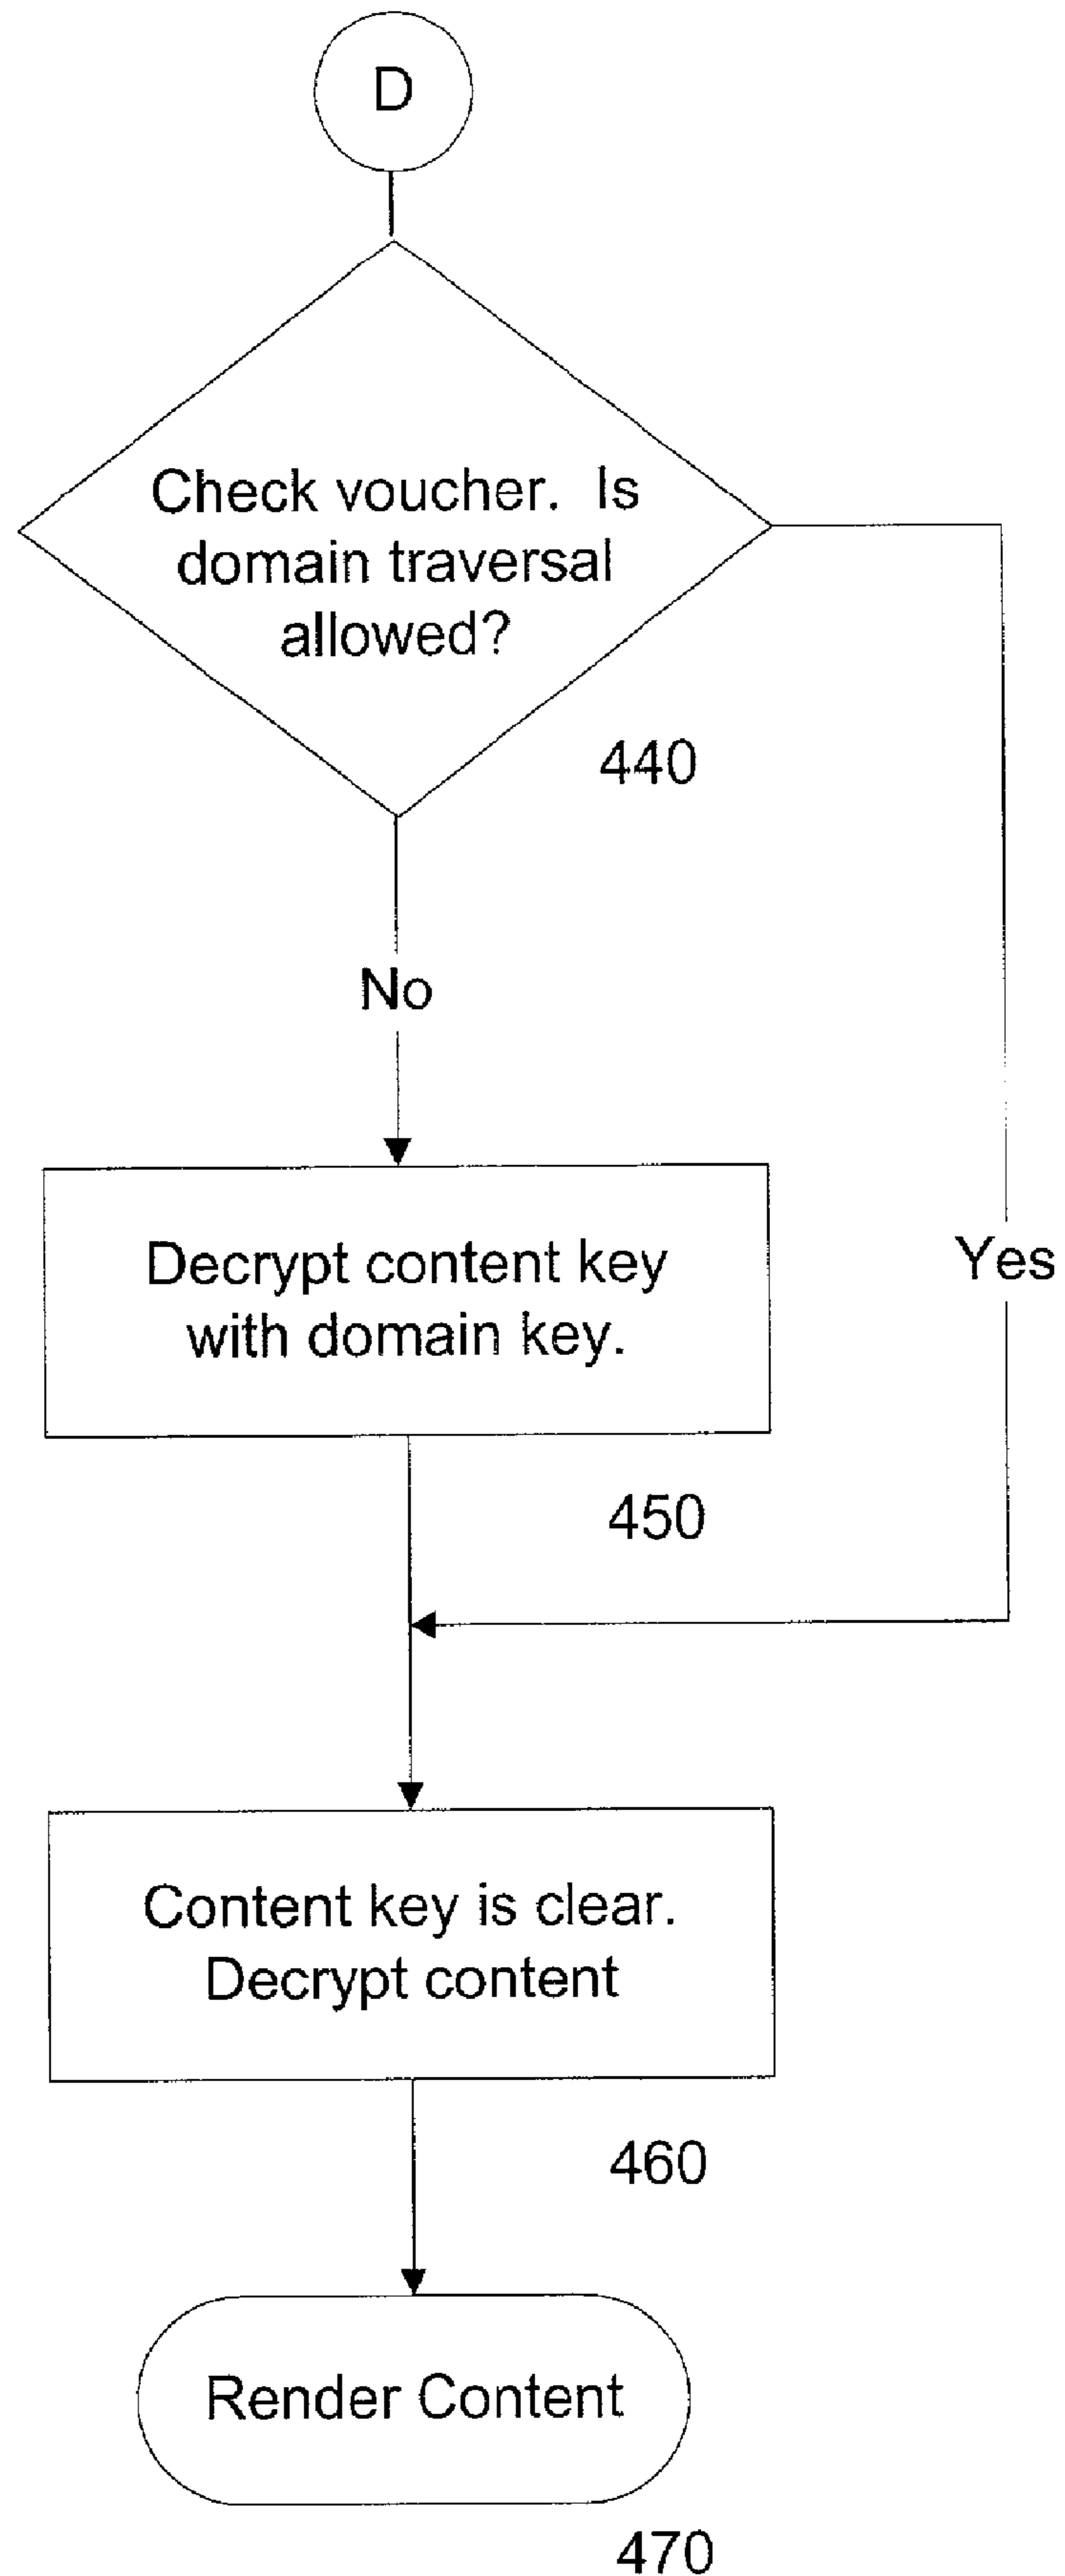 D
Check voucher. Is
domain traversal
allowed?
440
No
Decrypt content key
with domain key.
Yes
450
Content key is clear.
Decrypt content
460
Render Content
470